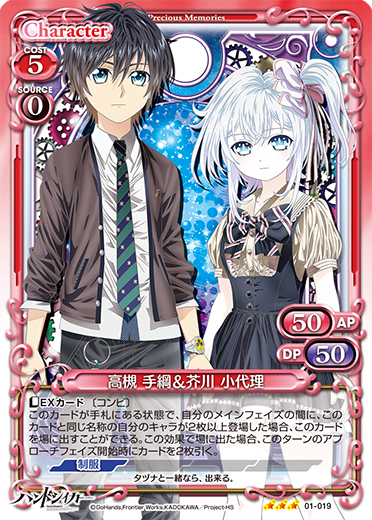 Precious Memories
Character
COST
5
SOURCE
0
50 AP
DP 50
高槻 手綱＆芥川 小代理
EXカード〔コンビ〕
このカードが手札にある状態で、自分のメインフェイズの間に、この
カードと同じ名称の自分のキャラが2枚以上登場した場合、このカード
を場に出すことができる。この効果で場に出た場合、このターンのアプ
ローチフェイズ開始時にカードを2枚引く。
制服
タヅナと一緒なら、出来る。
ハンドシェイカー
©GoHands,Frontier Works,KADOKAWA／Project-HS
01-019